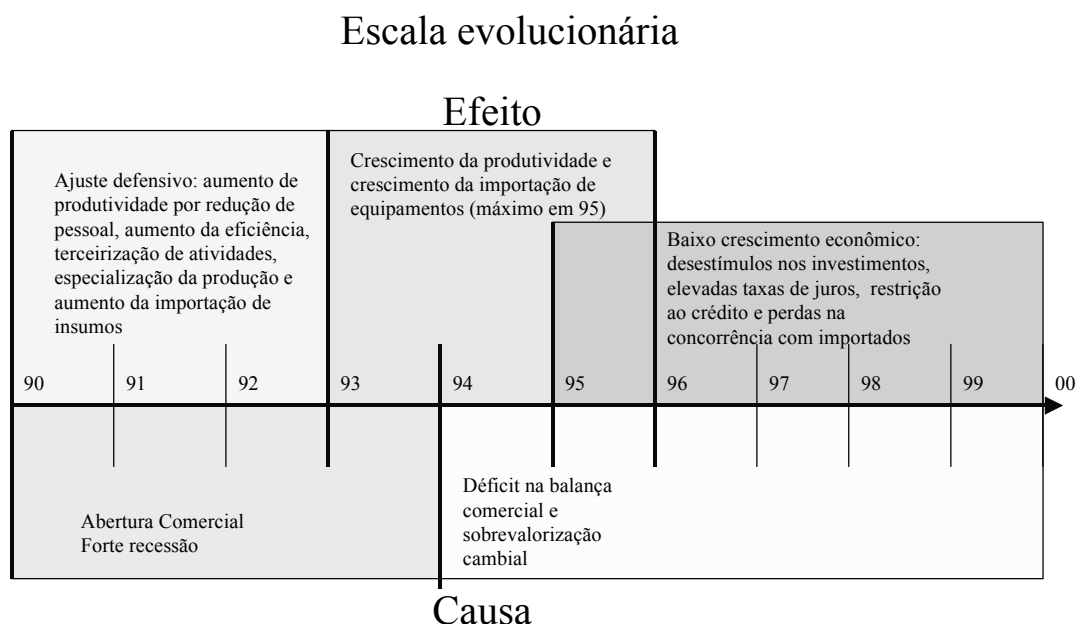 Escala evolucionária
Efeito
Ajuste defensivo: aumento de
produtividade por redução de
pessoal, aumento da eficiência,
terceirização de atividades,
especialização da produção e
aumento da importação de
insumos
Crescimento da produtividade e
crescimento da importação de
equipamentos (máximo em 95)
Baixo crescimento econômico:
desestímulos nos investimentos,
elevadas taxas de juros, restrição
ao crédito e perdas na
concorrência com importados
90 91 92 93 94 95 96 97 98 99 00
Abertura Comercial
Forte recessão
Déficit na balança
comercial e
sobrevalorização
cambial
Causa